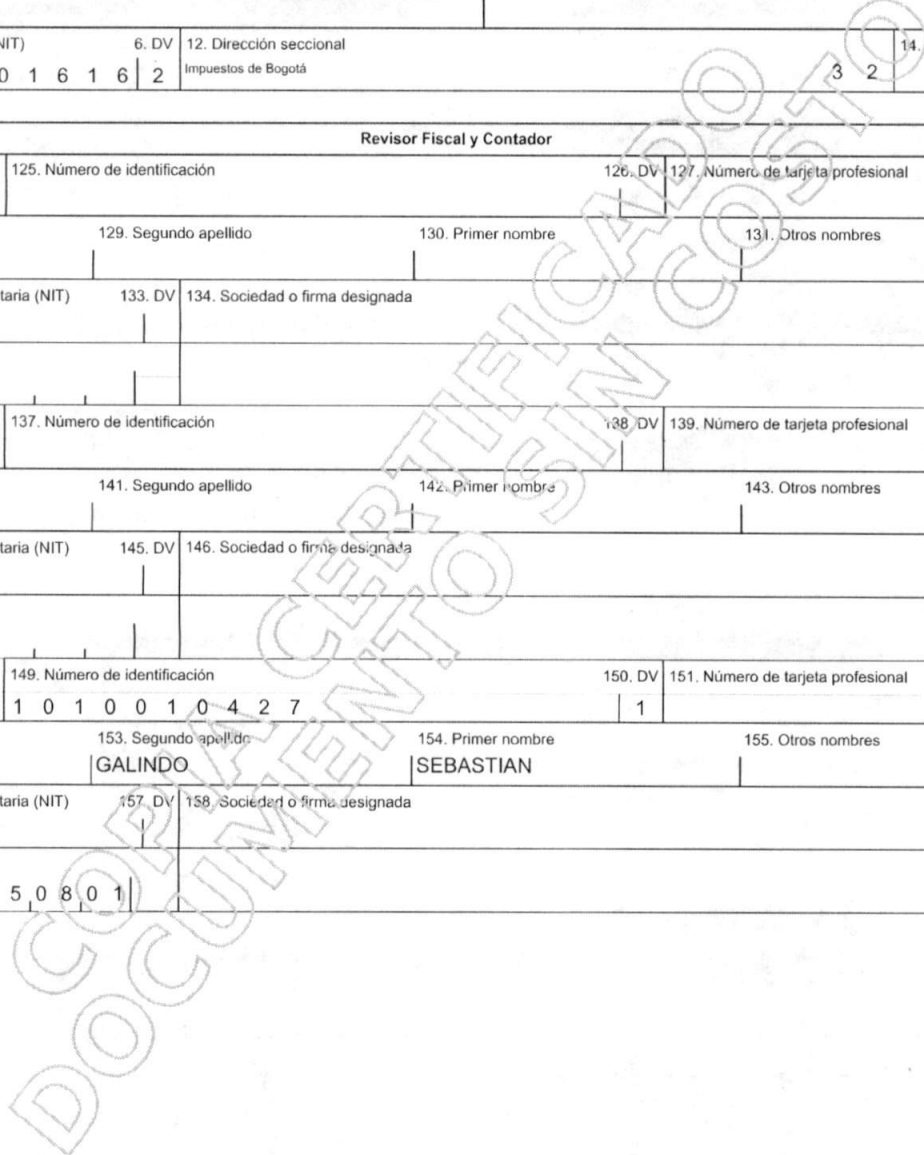 NIT) 6. DV 12. Dirección seccional 14.
0 1 6 1 6 2 Impuestos de Bogotá 3 2
Revisor Fiscal y Contador
125. Número de identificación 126. DV 127. Número de tarjeta profesional
129. Segundo apellido 130. Primer nombre 131. Otros nombres
taria (NIT) 133. DV 134. Sociedad o firma designada
137. Número de identificación 138. DV 139. Número de tarjeta profesional
141. Segundo apellido 142. Primer nombre 143. Otros nombres
taria (NIT) 145. DV 146. Sociedad o firma designada
149. Número de identificación 150. DV 151. Número de tarjeta profesional
1 0 1 0 0 1 0 4 2 7 1
153. Segundo apellido 154. Primer nombre 155. Otros nombres
GALINDO SEBASTIAN
taria (NIT) 157. DV 158. Sociedad o firma designada
5 0 8 0 1
COPIA CERTIFICADO
DOCUMENTO SIN COSTO